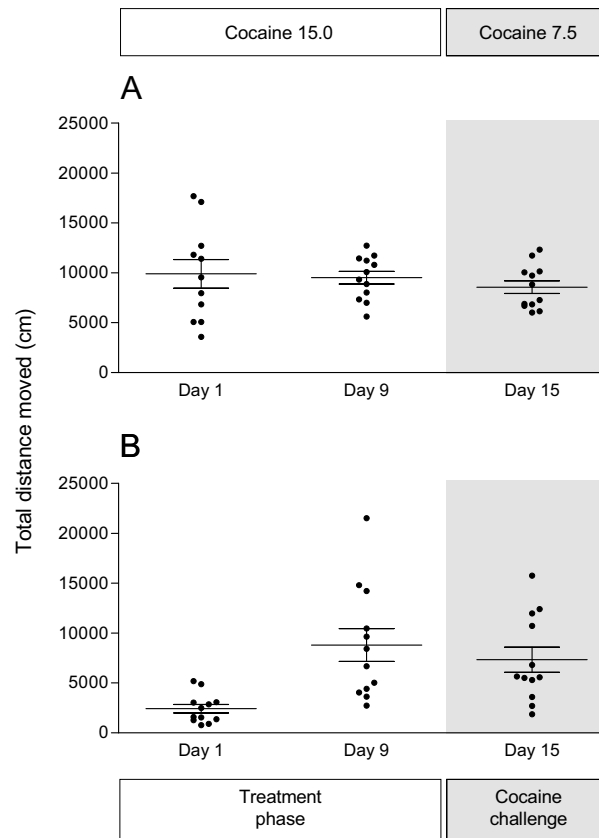 Cocaine 15.0
Cocaine 7.5
A
25000
20000
15000
10000
5000
0
Day 1
Day 9
Day 15
Total distance moved (cm)
B
25000
20000
15000
10000
5000
0
Day 1
Day 9
Day 15
Treatment
phase
Cocaine
challenge